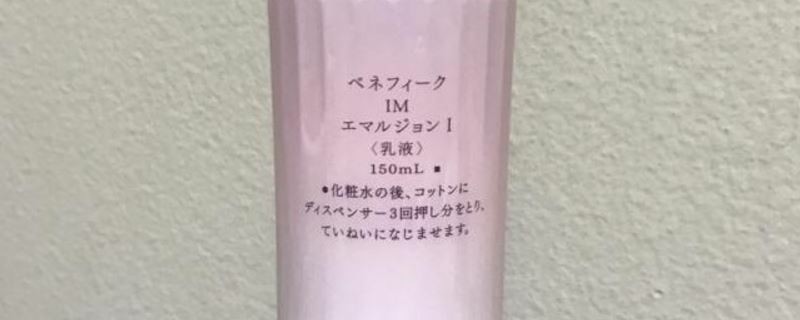 ベネフィーク
IM
エマルジョン I
〈乳液〉
150mL ▪
•化粧水の後、コットンに
ディスペンサー3回押し分をとり、
ていねいになじませます。